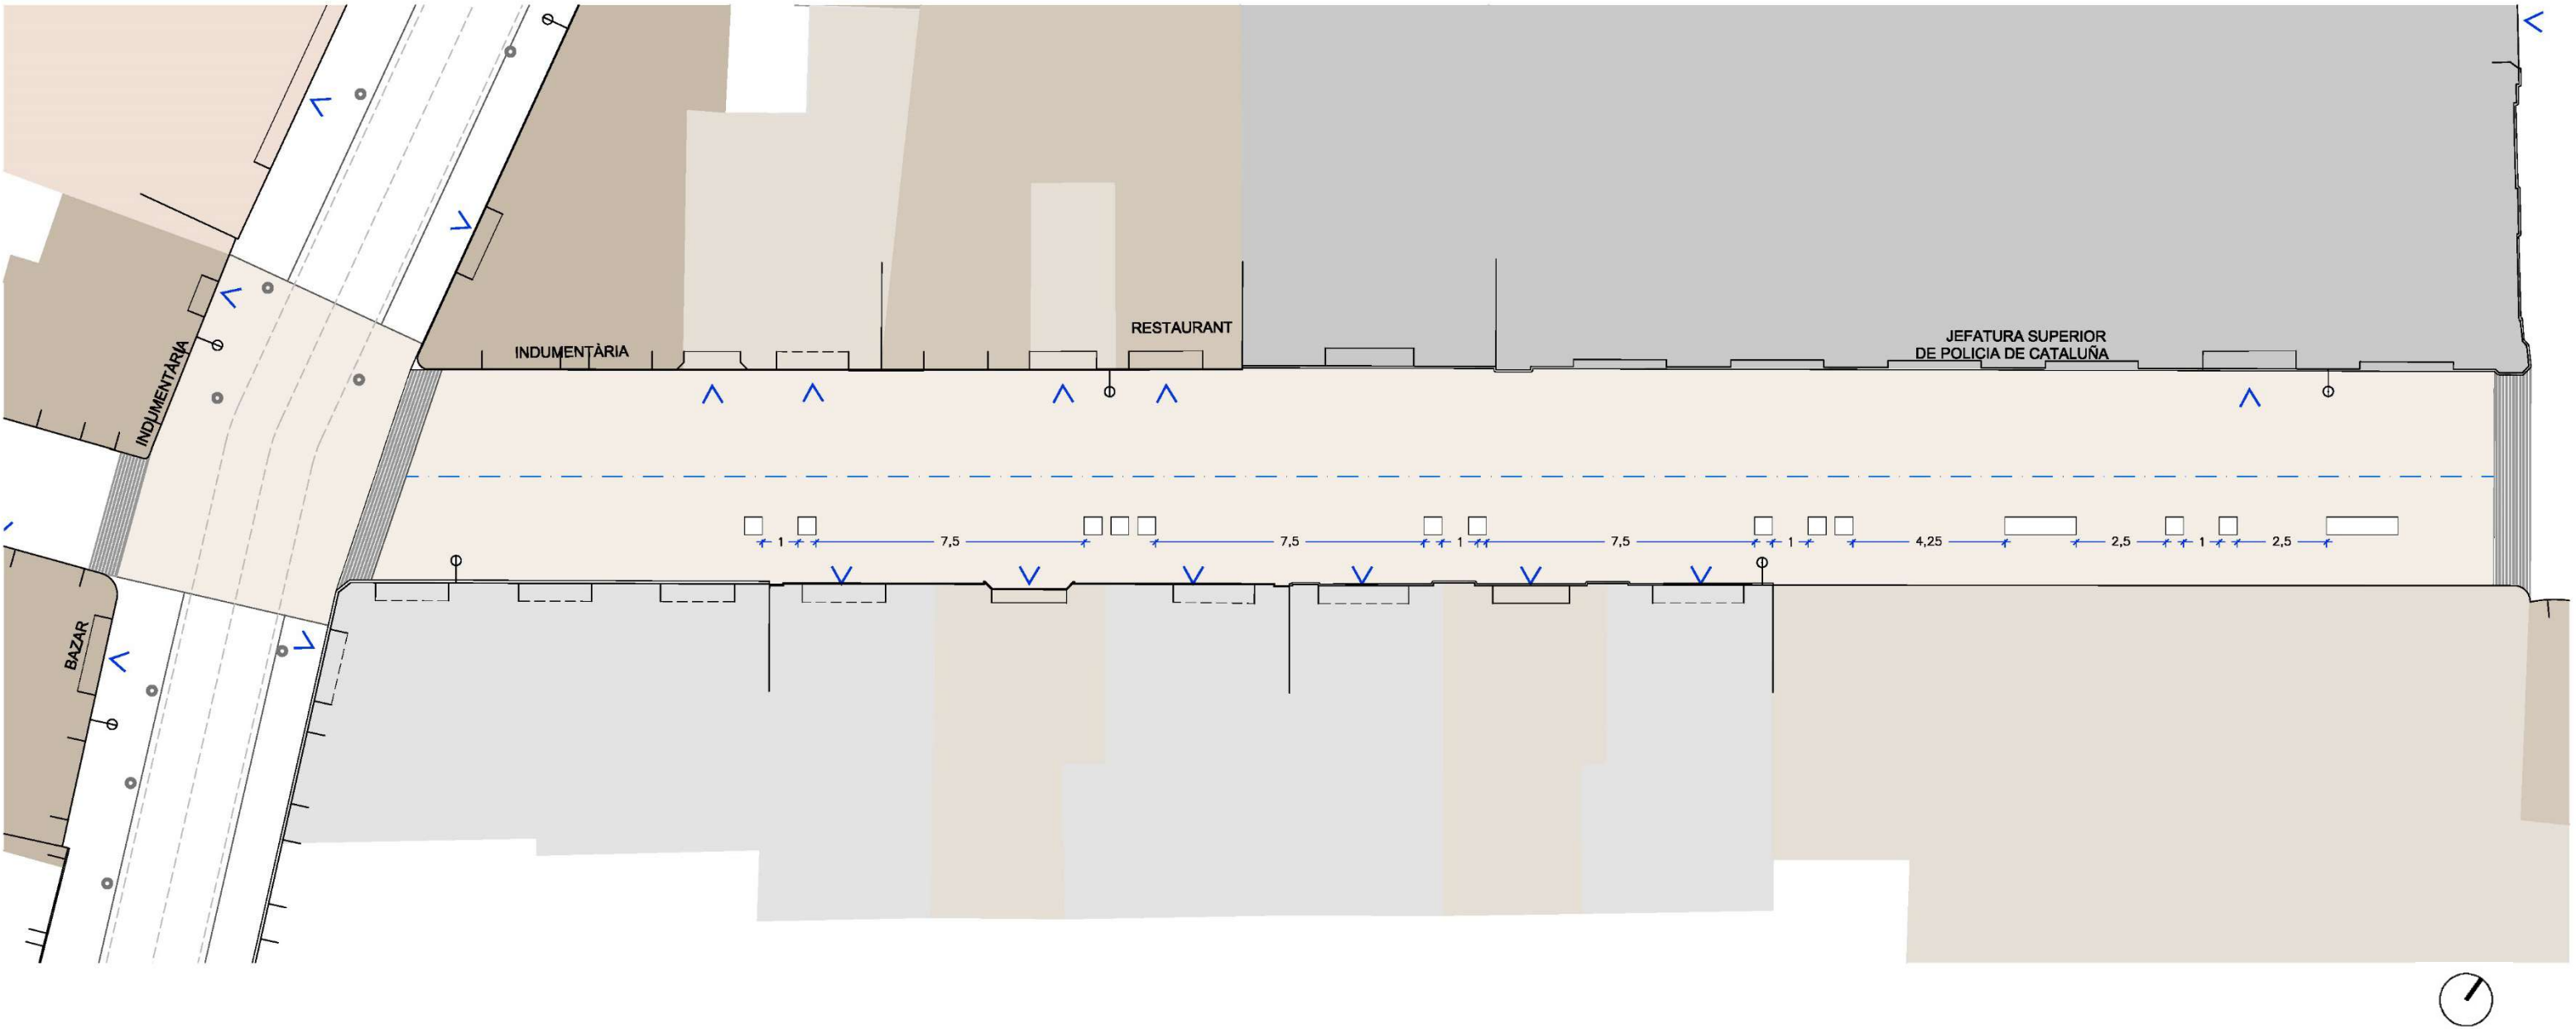 RESTAURANT
INDUMENTÀRIA
JEFATURA SUPERIOR
DE POLICIA DE CATALUÑA
INDUMENTÀRIA
1
7,5
7,5
1
7,5
1
4,25
2,5
1
2,5
BAZAR